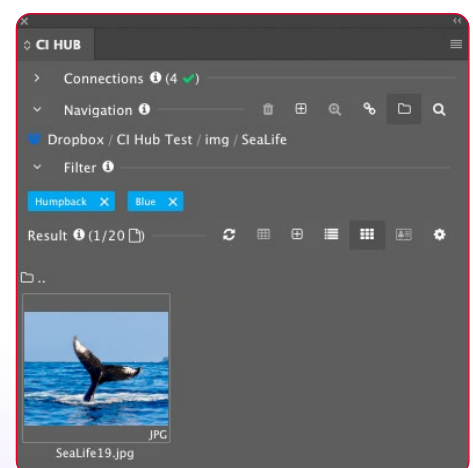 CI HUB
Connections (4 ✓)
Navigation
Dropbox / CI Hub Test / img / SeaLife
Filter
Humpback X Blue X
Result (1/20)
..
JPG
SeaLife19.jpg